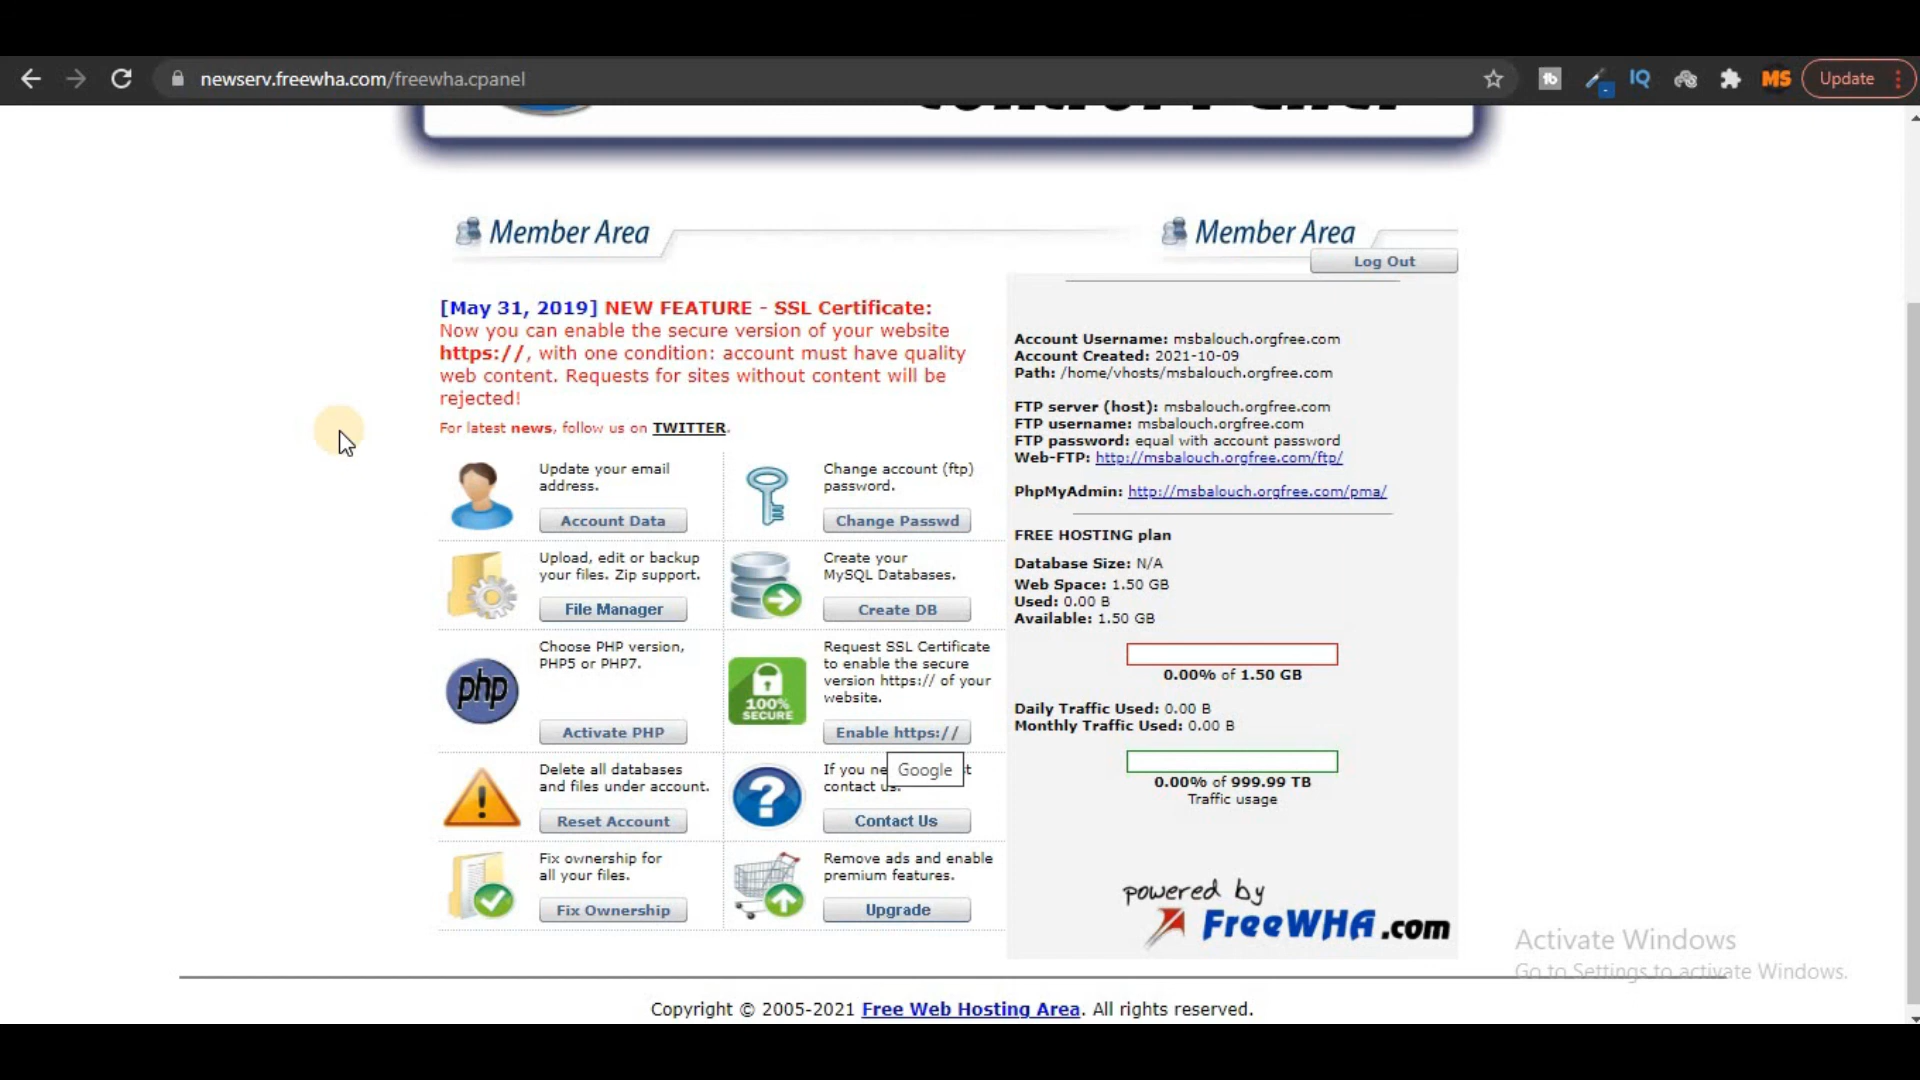 newserv.freewha.com/freewha.cpanel
IQ
MS
Update
Member Area
Member Area
Log Out
[May 31, 2019] NEW FEATURE - SSL Certificate:
Now you can enable the secure version of your website
https://, with one condition: account must have quality
web content. Requests for sites without content will be
rejected!
For latest news, follow us on TWITTER.
Update your email
address.
Account Data
Change account (ftp)
password.
Change Passwd
Upload, edit or backup
your files. Zip support.
File Manager
Create your
MySQL Databases.
Create DB
Choose PHP version,
PHP5 or PHP7.
php
Activate PHP
Request SSL Certificate
to enable the secure
version https:// of your
website.
100%
SECURE
Enable https://
Google
Delete all databases
and files under account.
Reset Account
If you
contact us.
Contact Us
Fix ownership for
all your files.
Fix Ownership
Remove ads and enable
premium features.
Upgrade
Account Username: msbalouch.orgfree.com
Account Created: 2021-10-09
Path: /home/vhosts/msbalouch.orgfree.com
FTP server (host): msbalouch.orgfree.com
FTP username: msbalouch.orgfree.com
FTP password: equal with account password
Web-FTP: http://msbalouch.orgfree.com/ftp/
PhpMyAdmin: http://msbalouch.orgfree.com/pma/
FREE HOSTING plan
Database Size: N/A
Web Space: 1.50 GB
Used: 0.00 B
Available: 1.50 GB
0.00% of 1.50 GB
Daily Traffic Used: 0.00 B
Monthly Traffic Used: 0.00 B
0.00% of 999.99 TB
Traffic usage
powered by
FreeWHA.com
Activate Windows
Go to Settings to activate Windows.
Copyright © 2005-2021 Free Web Hosting Area. All rights reserved.